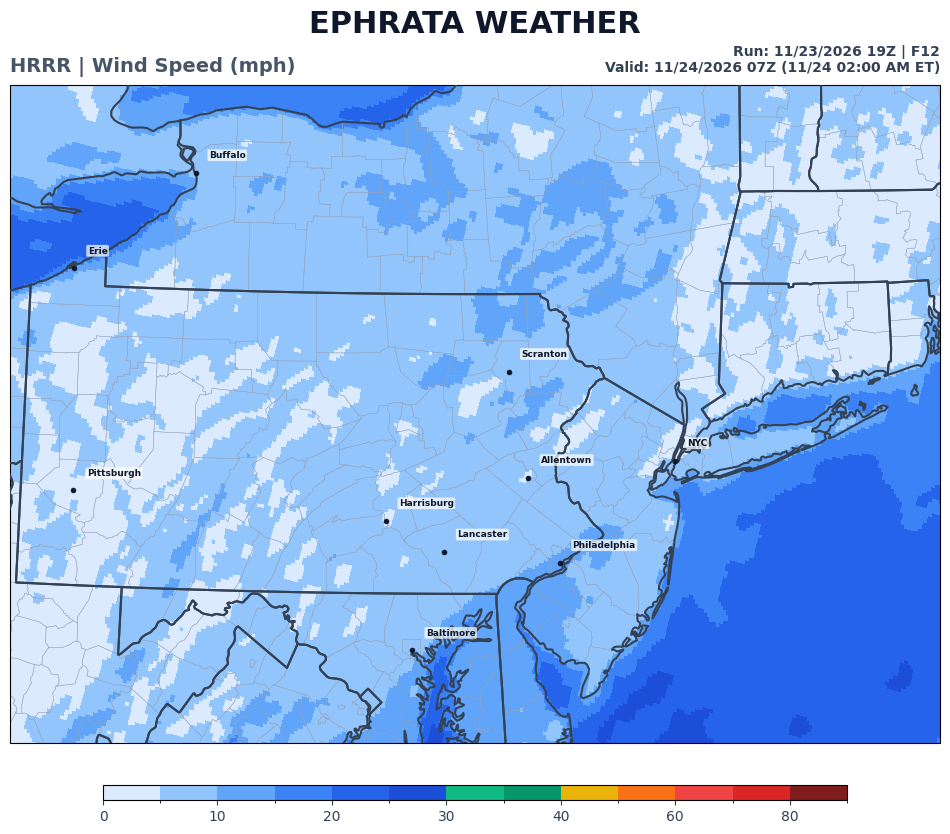 EPHRATA WEATHER
HRRR | Wind Speed (mph)
Run: 11/23/2026 19Z | F12
Valid: 11/24/2026 07Z (11/24 02:00 AM ET)
Buffalo
Erie
Scranton
NYC
Allentown
Pittsburgh
Harrisburg
Lancaster
Philadelphia
Baltimore
0 10 20 30 40 60 80